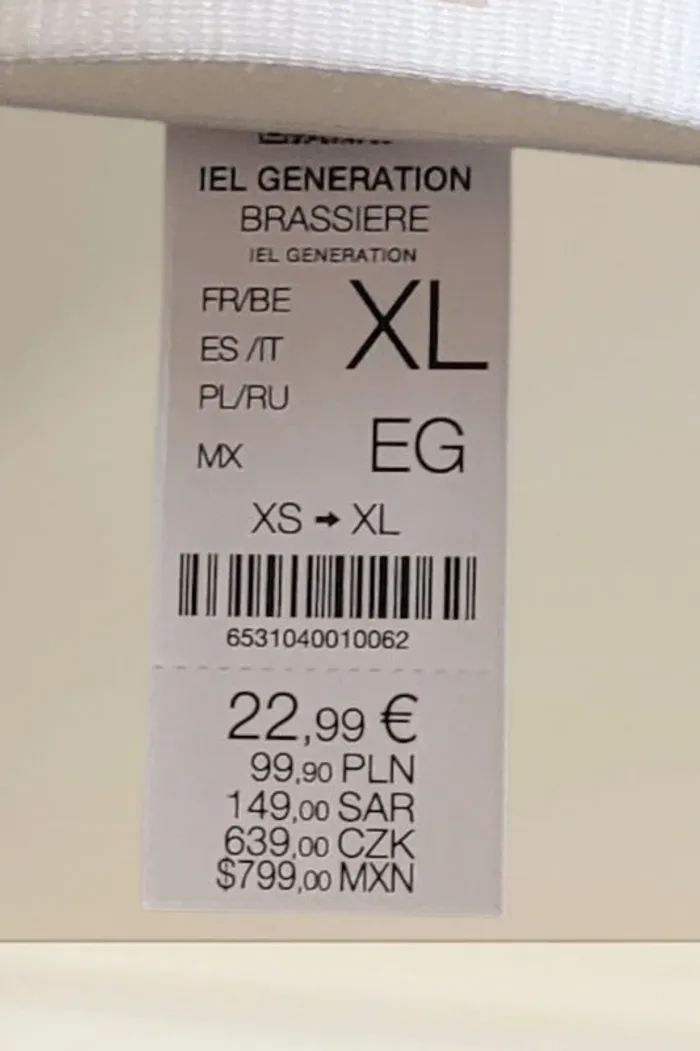 IEL GENERATION
BRASSIERE
IEL GENERATION
FR/BE
ES /IT
PL/RU
XL
MX EG
XS → XL
6531040010062
22,99 €
99,90 PLN
149,00 SAR
639,00 CZK
$799,00 MXN